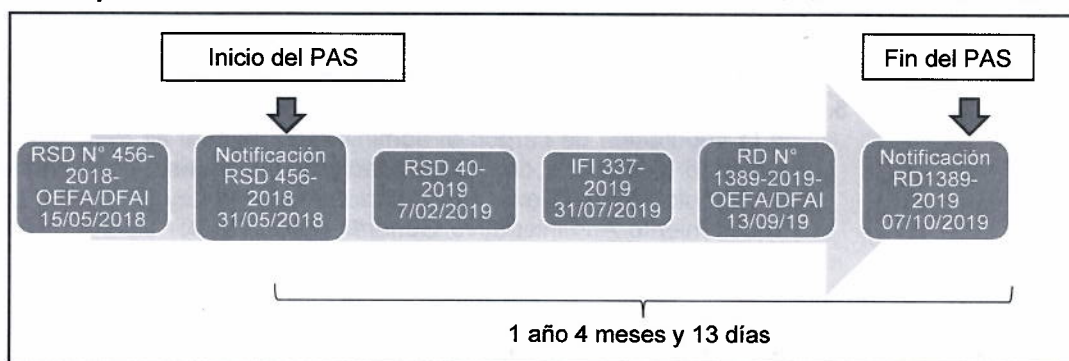 Inicio del PAS
Fin del PAS
RSD N° 456-
2018-
OEFA/DFAI
15/05/2018
Notificación
RSD 456-
2018
31/05/2018
RSD 40-
2019
7/02/2019
IFI 337-
2019
31/07/2019
RD N°
1389-2019-
OEFA/DFAI
13/09/19
Notificación
RD1389-
2019
07/10/2019
1 año 4 meses y 13 días